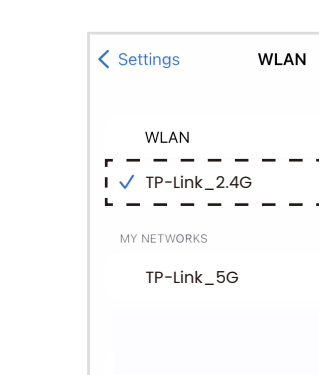 Settings WLAN
WLAN
TP-Link_2.4G
MY NETWORKS
TP-Link_5G